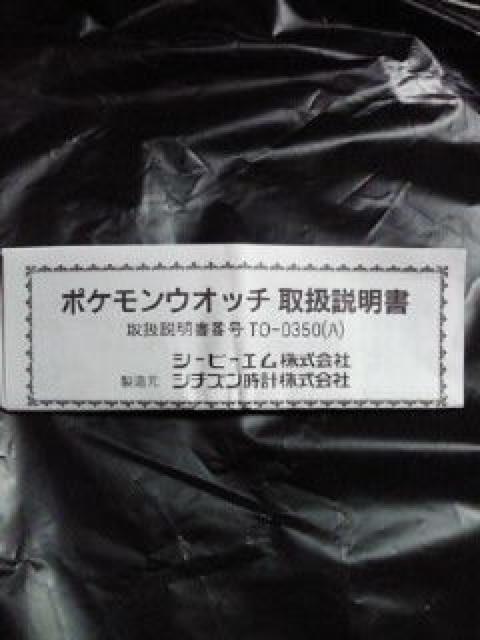 ポケモンウオッチ 取扱説明書
取扱説明書番号 TO-0350(A)
シービーエム株式会社
製造元 シチズン時計株式会社